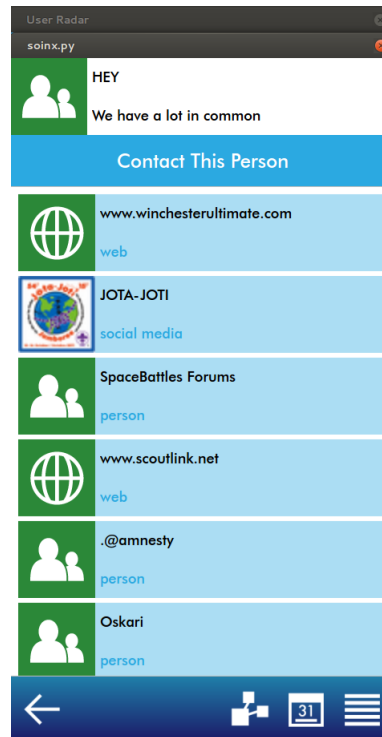 User Radar
soinx.py
HEY
We have a lot in common
Contact This Person
www.winchesterultimate.com
web
JOTA-JOTI
social media
SpaceBattles Forums
person
www.scoutlink.net
web
.@amnesty
person
Oskari
person
31